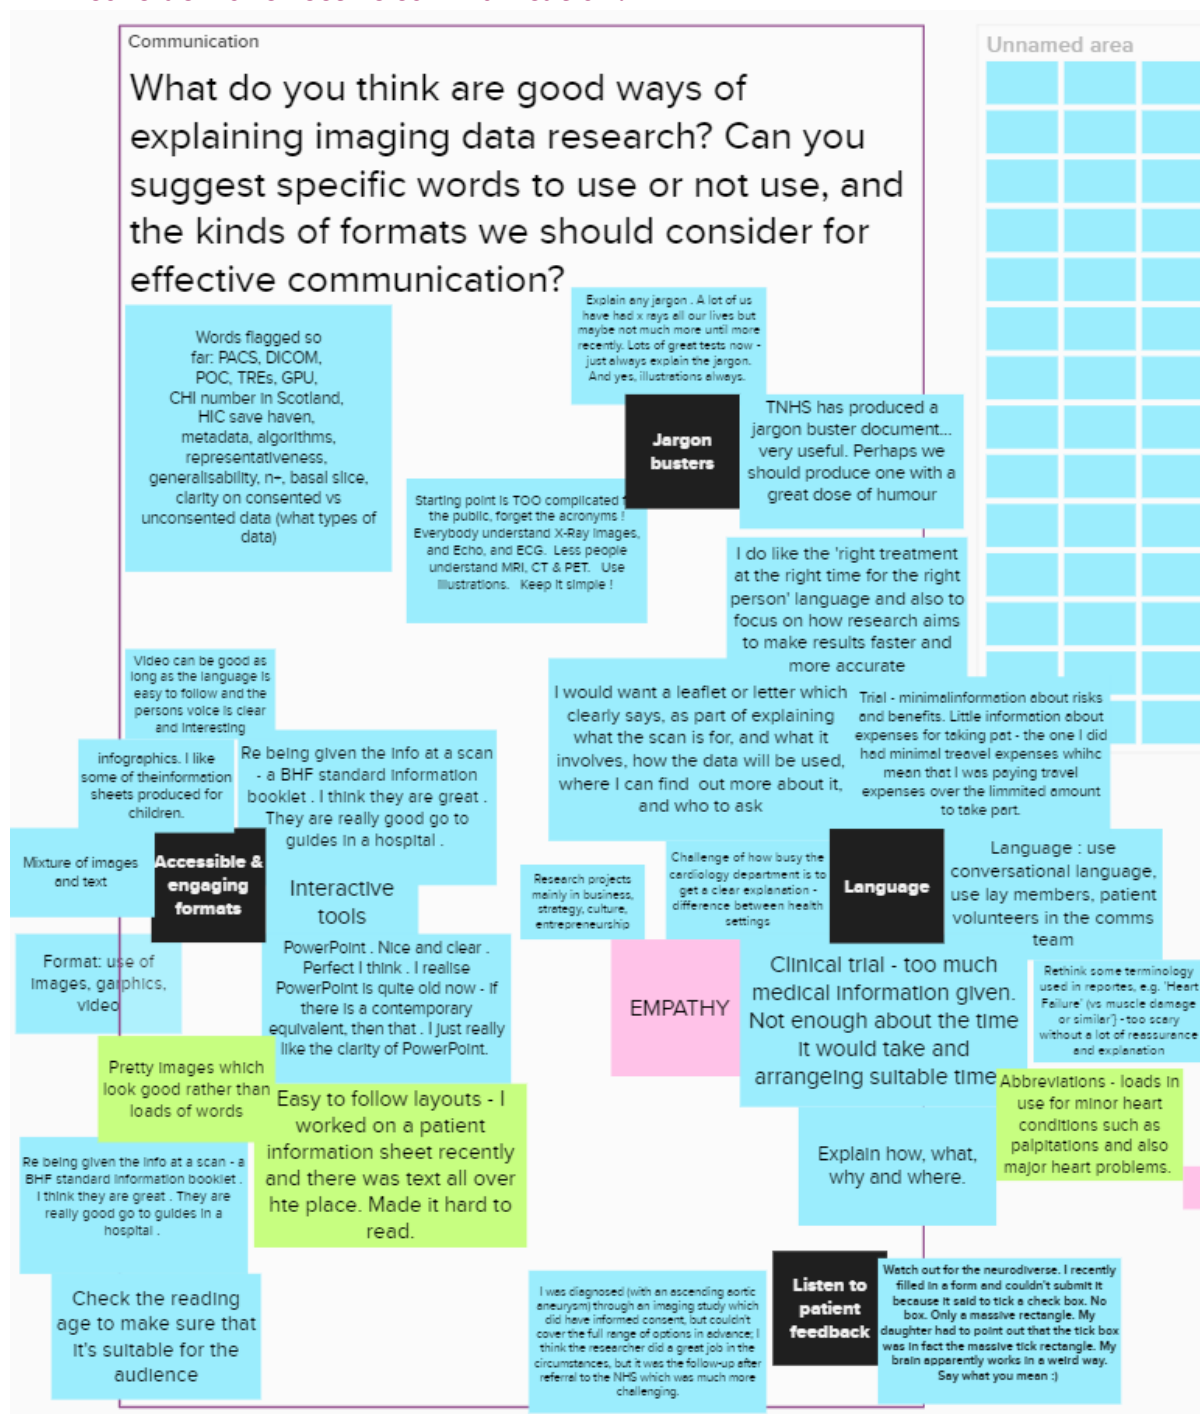 Communication
Unnamed area
What do you think are good ways of
explaining imaging data research? Can you
suggest specific words to use or not use, and
the kinds of formats we should consider for
effective communication?
Explain any jargon . A lot of us
have had x rays all our lives but
maybe not much more until more
recently. Lots of great tests now -
just always explain the jargon.
And yes, illustrations always.
Words flagged so
far: PACS, DICOM,
POC, TREs, GPU,
CHI number in Scotland,
HIC save haven,
metadata, algorithms,
representativeness,
generalisability, n=, basal slice,
clarity on consented vs
unconsented data (what types of
data)
Jargon
busters
TNHS has produced a
jargon buster document...
very useful. Perhaps we
should produce one with a
great dose of humour
Starting point is TOO complicated
the public, forget the acronyms !
Everybody understand X-Ray Images,
and Echo, and ECG. Less people
understand MRI, CT & PET. Use
illustrations. Keep it simple !
I do like the 'right treatment
at the right time for the right
person' language and also to
focus on how research aims
to make results faster and
more accurate
Video can be good as
long as the language is
easy to follow and the
persons voice is clear
and interesting
I would want a leaflet or letter which
clearly says, as part of explaining
what the scan is for, and what it
involves, how the data will be used,
where I can find out more about it,
and who to ask
Trial - minimalinformation about risks
and benefits. Little information about
expenses for taking pat - the one I did
had minimal treavel expenses whihc
mean that I was paying travel
expenses over the limmited amount
to take part.
infographics. I like
some of theinformation
sheets produced for
children.
Re being given the info at a scan
- a BHF standard information
booklet . I think they are great .
They are really good go to
guides in a hospital .
Mixture of images
and text
Accessible &
engaging
formats
Interactive
tools
Research projects
mainly in business,
strategy, culture,
entrepreneurship
Challenge of how busy the
cardiology department is to
get a clear explanation -
difference between health
settings
Language
Language : use
conversational language,
use lay members, patient
volunteers in the comms
team
Format: use of
images, garphics,
video
PowerPoint . Nice and clear .
Perfect I think . I realise
PowerPoint is quite old now - if
there is a contemporary
equivalent, then that . I just really
like the clarity of PowerPoint.
EMPATHY
Clinical trial - too much
medical information given.
Not enough about the time
it would take and
arrangeing suitable time
Rethink some terminology
used in reportes, e.g. 'Heart
Failure' (vs muscle damage
or similar'} - too scary
without a lot of reassurance
and explanation
Pretty images which
look good rather than
loads of words
Easy to follow layouts - I
worked on a patient
information sheet recently
and there was text all over
hte place. Made it hard to
read.
Abbreviations - loads in
use for minor heart
conditions such as
palpitations and also
major heart problems.
Explain how, what,
why and where.
Re being given the info at a scan - a
BHF standard information booklet .
I think they are great . They are
really good go to guides in a
hospital .
Check the reading
age to make sure that
it's suitable for the
audience
I was diagnosed (with an ascending aortic
aneurysm) through an imaging study which
did have informed consent, but couldn't
cover the full range of options in advance; I
think the researcher did a great job in the
circumstances, but it was the follow-up after
referral to the NHS which was much more
challenging.
Listen to
patient
feedback
Watch out for the neurodiverse. I recently
filled in a form and couldn't submit it
because it said to tick a check box. No
box. Only a massive rectangle. My
daughter had to point out that the tick box
was in fact the massive tick rectangle. My
brain apparently works in a weird way.
Say what you mean :)